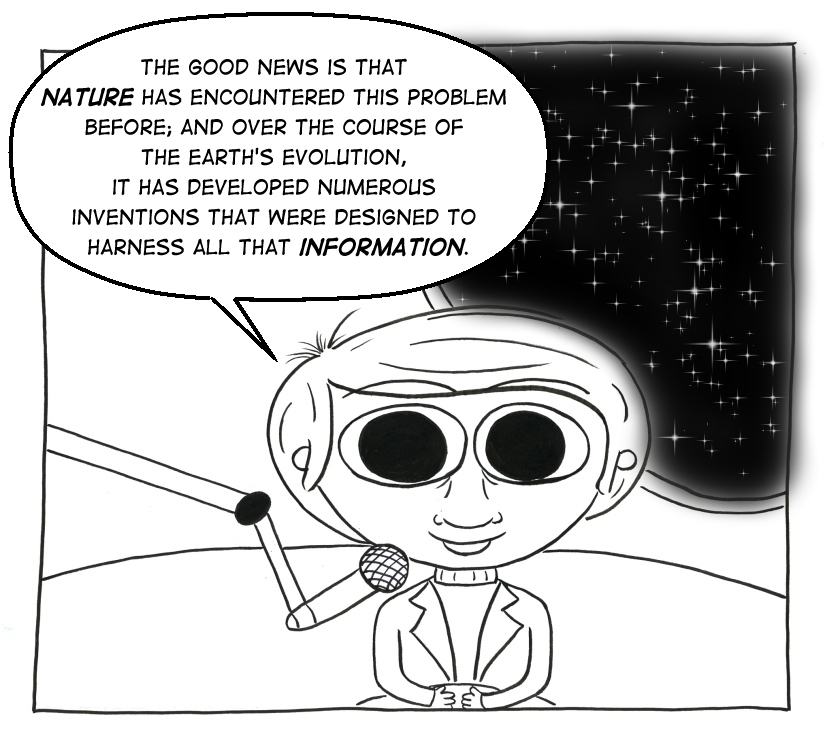 THE GOOD NEWS IS THAT
NATURE HAS ENCOUNTERED THIS PROBLEM
BEFORE; AND OVER THE COURSE OF
THE EARTH'S EVOLUTION,
IT HAS DEVELOPED NUMEROUS
INVENTIONS THAT WERE DESIGNED TO
HARNESS ALL THAT INFORMATION.